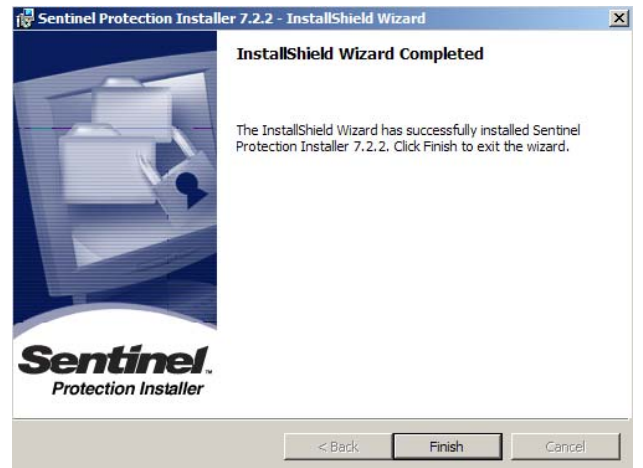 Sentinel Protection Installer 7.2.2 - InstallShield Wizard
InstallShield Wizard Completed
The InstallShield Wizard has successfully installed Sentinel
Protection Installer 7.2.2. Click Finish to exit the wizard.
Sentinel™
Protection Installer
< Back
Finish
Cancel